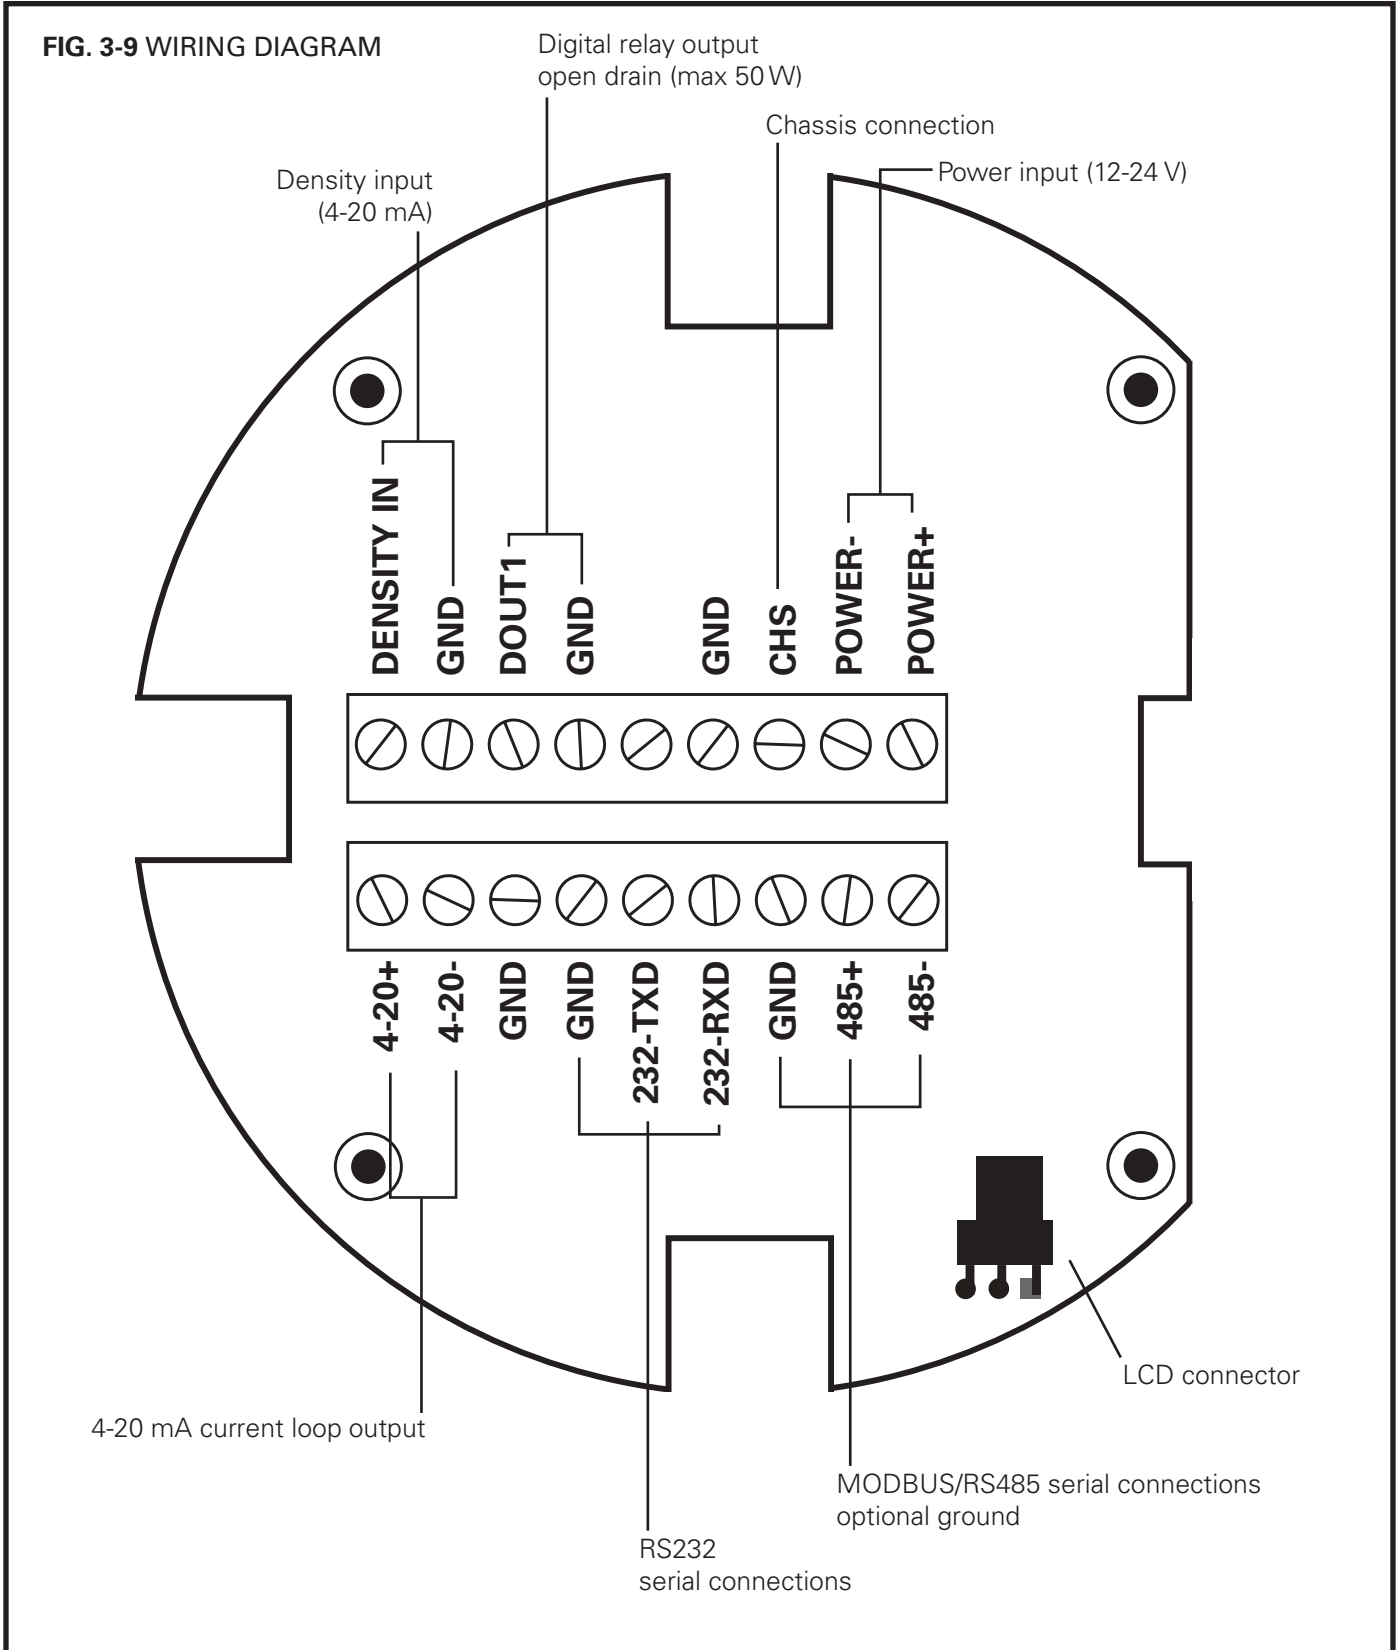 FIG. 3-9 WIRING DIAGRAM
Digital relay output
open drain (max 50 W)
Chassis connection
Power input (12-24 V)
Density input
(4-20 mA)
DENSITY IN
GND
DOUT1
GND
GND
CHS
POWER-
POWER+
4-20+
4-20-
GND
GND
232-TXD
232-RXD
GND
485+
485-
LCD connector
4-20 mA current loop output
MODBUS/RS485 serial connections
optional ground
RS232
serial connections